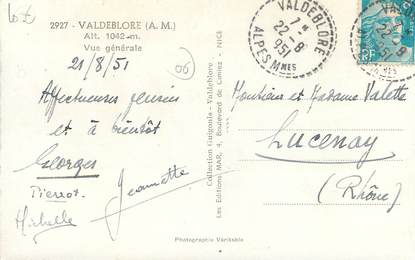 2927 - VALDEBLORE (A. M.)
Alt. 1042 m.
Vue générale
21/8/51
06
Affectueuses pensées
et à bientôt
Georges
Pierrot
Jeannette
Michelle
Collection Guigonis - Valdeblore
Les Editions MAR, 4, Boulevard de Cimiez - NICE
VALDEBLORE
22-8
1951
ALPES MMES
RF
Monsieur et Madame Valette
Lucenay
(Rhône)
Photographie Véritable